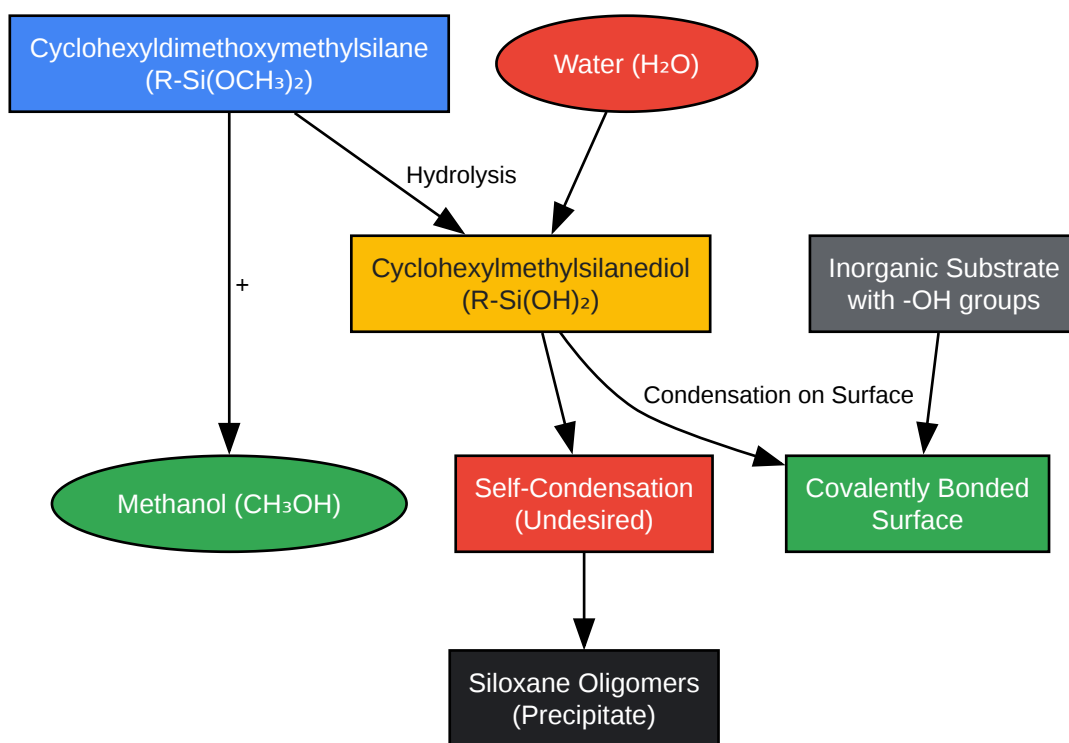 Cyclohexyldimethoxymethylsilane
(R-Si(OCH₃)₂)
Water (H₂O)
Hydrolysis
Cyclohexylmethylsilanediol
(R-Si(OH)₂)
Inorganic Substrate
with -OH groups
+
Condensation on Surface
Methanol (CH₃OH)
Self-Condensation
(Undesired)
Covalently Bonded
Surface
Siloxane Oligomers
(Precipitate)